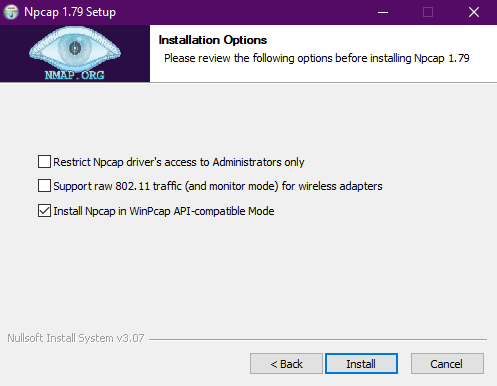 Npcap 1.79 Setup
NMAP.ORG
Installation Options
Please review the following options before installing Npcap 1.79
Restrict Npcap driver's access to Administrators only
Support raw 802.11 traffic (and monitor mode) for wireless adapters
Install Npcap in WinPcap API-compatible Mode
Nullsoft Install System v3.07
< Back
Install
Cancel